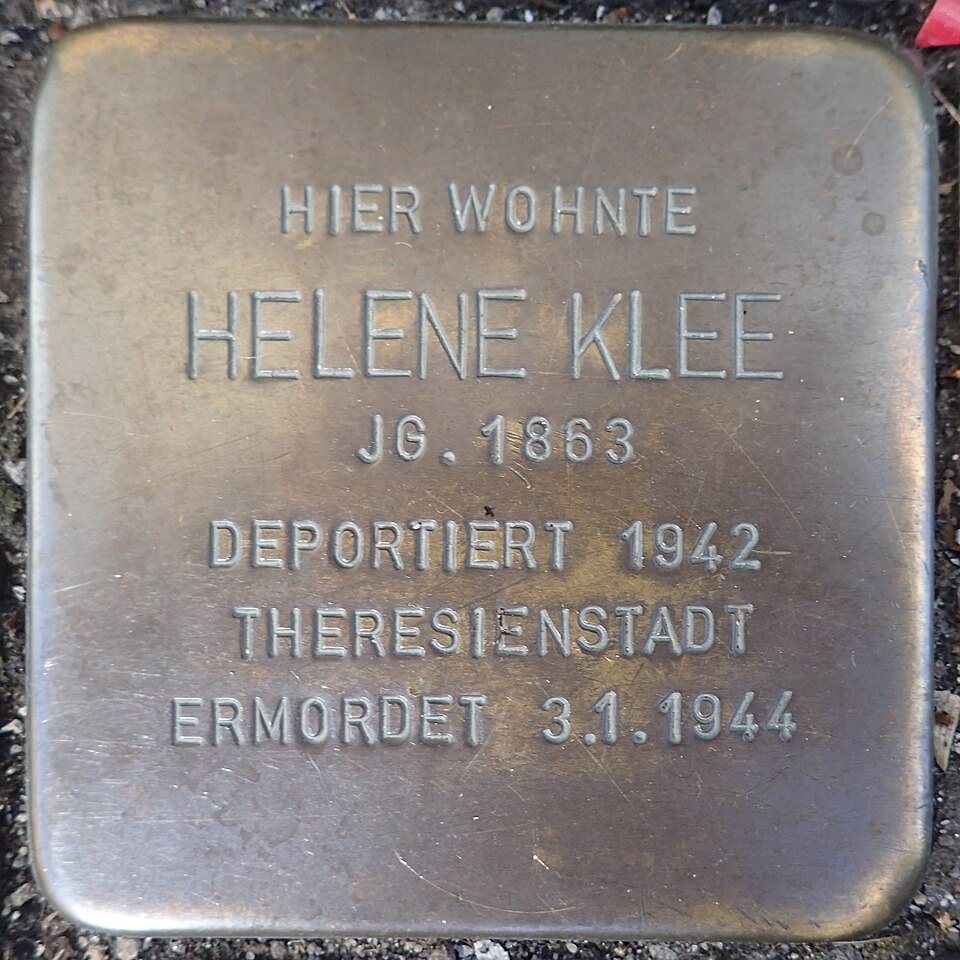 HIER WOHNTE
HELENE KLEE
JG. 1863
DEPORTIERT 1942
THERESIENSTADT
ERMORDET 3.1.1944